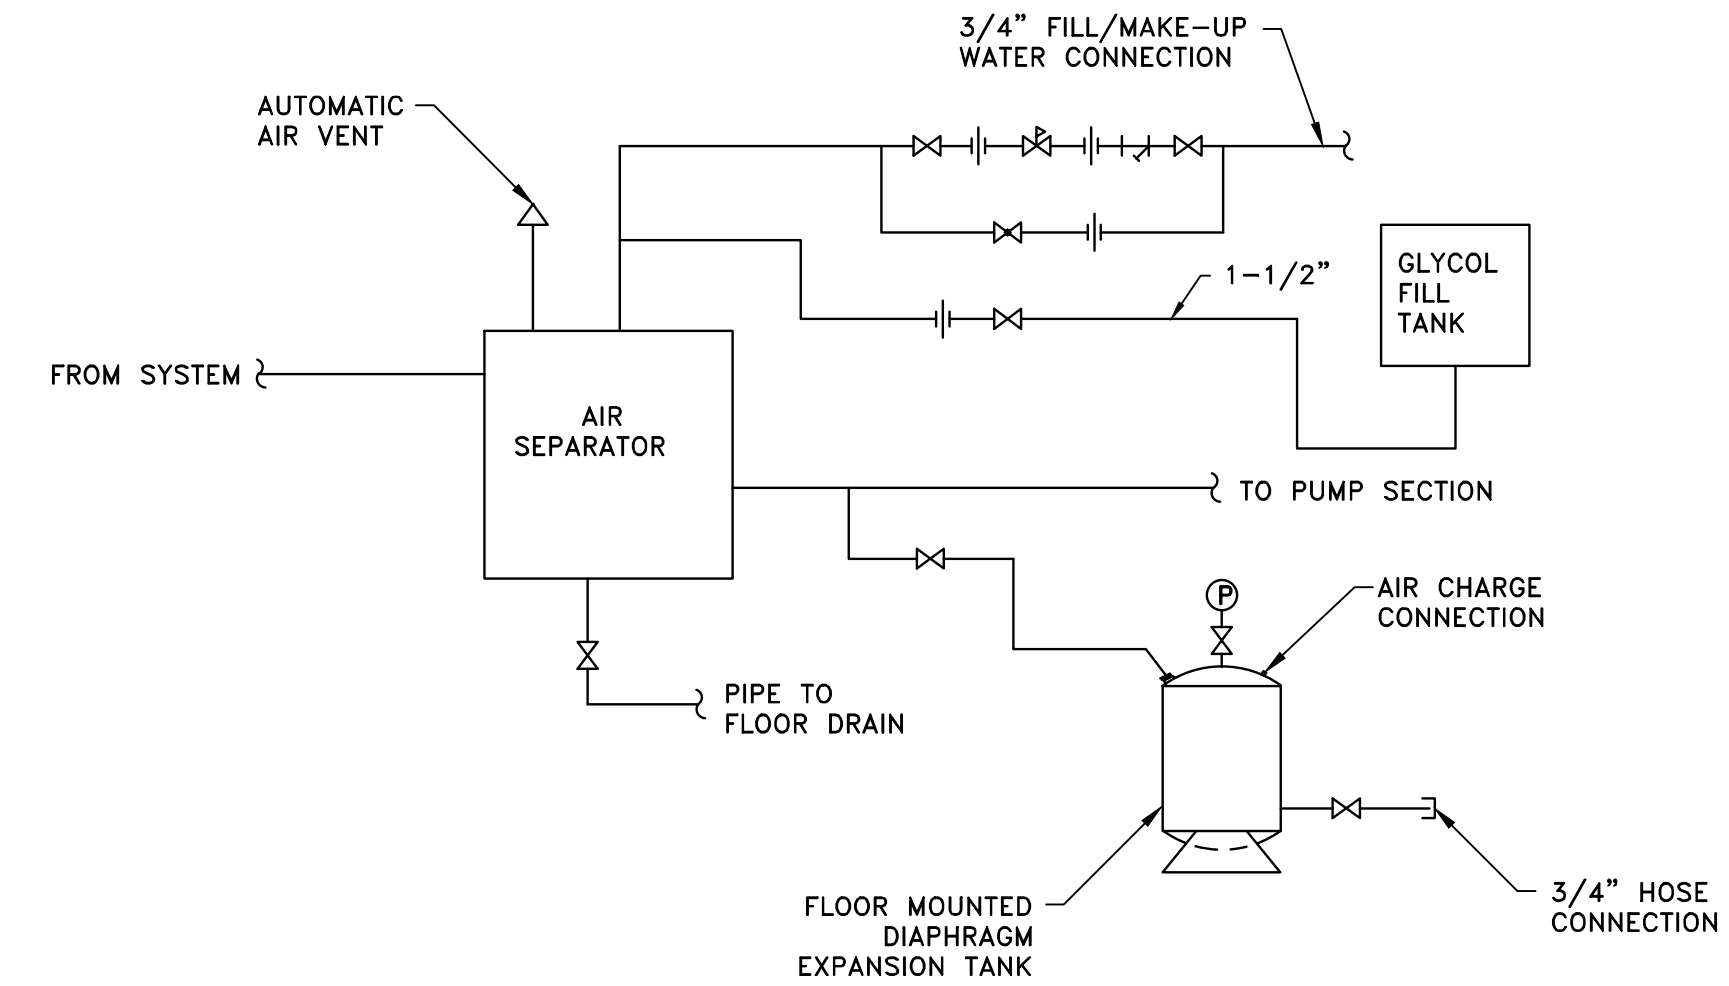 3/4” FILL/MAKE-UP
WATER CONNECTION
AUTOMATIC
AIR VENT
GLYCOL
FILL
TANK
1-1/2”
FROM SYSTEM
AIR
SEPARATOR
TO PUMP SECTION
P
AIR CHARGE
CONNECTION
PIPE TO
FLOOR DRAIN
FLOOR MOUNTED
DIAPHRAGM
EXPANSION TANK
3/4” HOSE
CONNECTION